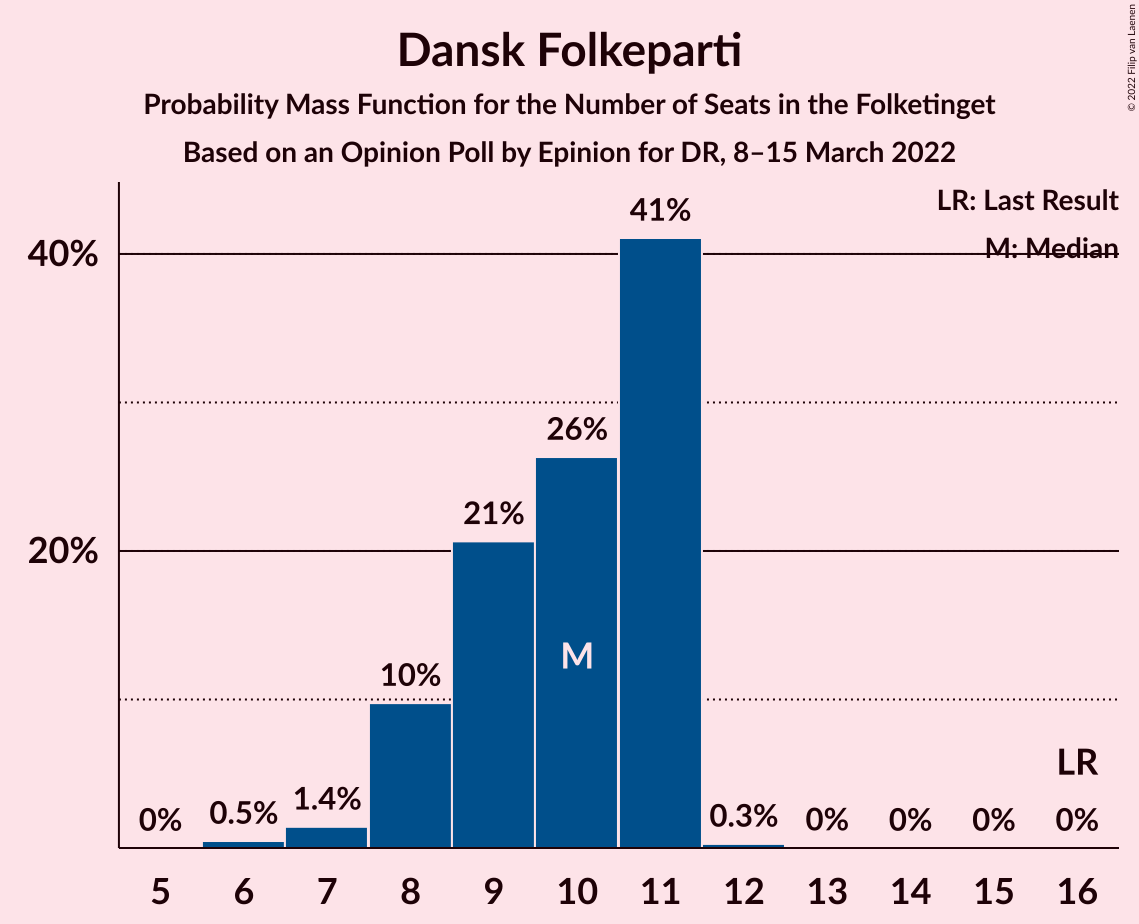 Dansk Folkeparti
Probability Mass Function for the Number of Seats in the Folketinget
Based on an Opinion Poll by Epinion for DR, 8–15 March 2022
© 2022 Filip van Laenen
LR: Last Result
M: Median
41%
40%
26%
21%
20%
M
10%
LR
0% 0.5% 1.4% 0.3% 0% 0% 0% 0%
5 6 7 8 9 10 11 12 13 14 15 16